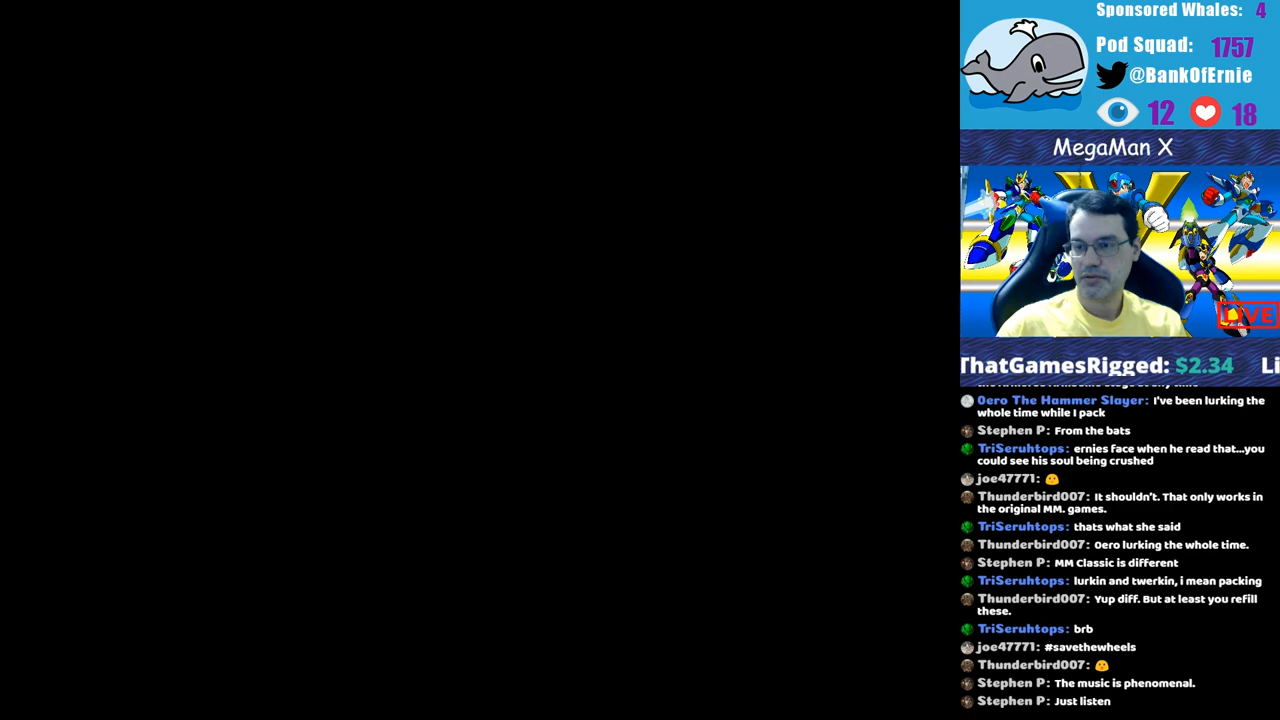 Sponsored Whales: 4
Pod Squad: 1757
@BankOfErnie
12 18
MegaMan X
LIVE
ThatGamesRigged: $2.34 Li
0ero The Hammer Slayer: I've been lurking the
whole time while I pack
Stephen P: From the bats
TriSeruhtops: ernies face when he read that...you
could see his soul being crushed
joe47771:
Thunderbird007: It shouldn't. That only works in
the original MM. games.
TriSeruhtops: thats what she said
Thunderbird007: 0ero lurking the whole time.
Stephen P: MM Classic is different
TriSeruhtops: lurkin and twerkin, i mean packing
Thunderbird007: Yup diff. But at least you refill
these.
TriSeruhtops: brb
joe47771: #savethewheels
Thunderbird007:
Stephen P: The music is phenomenal.
Stephen P: Just listen